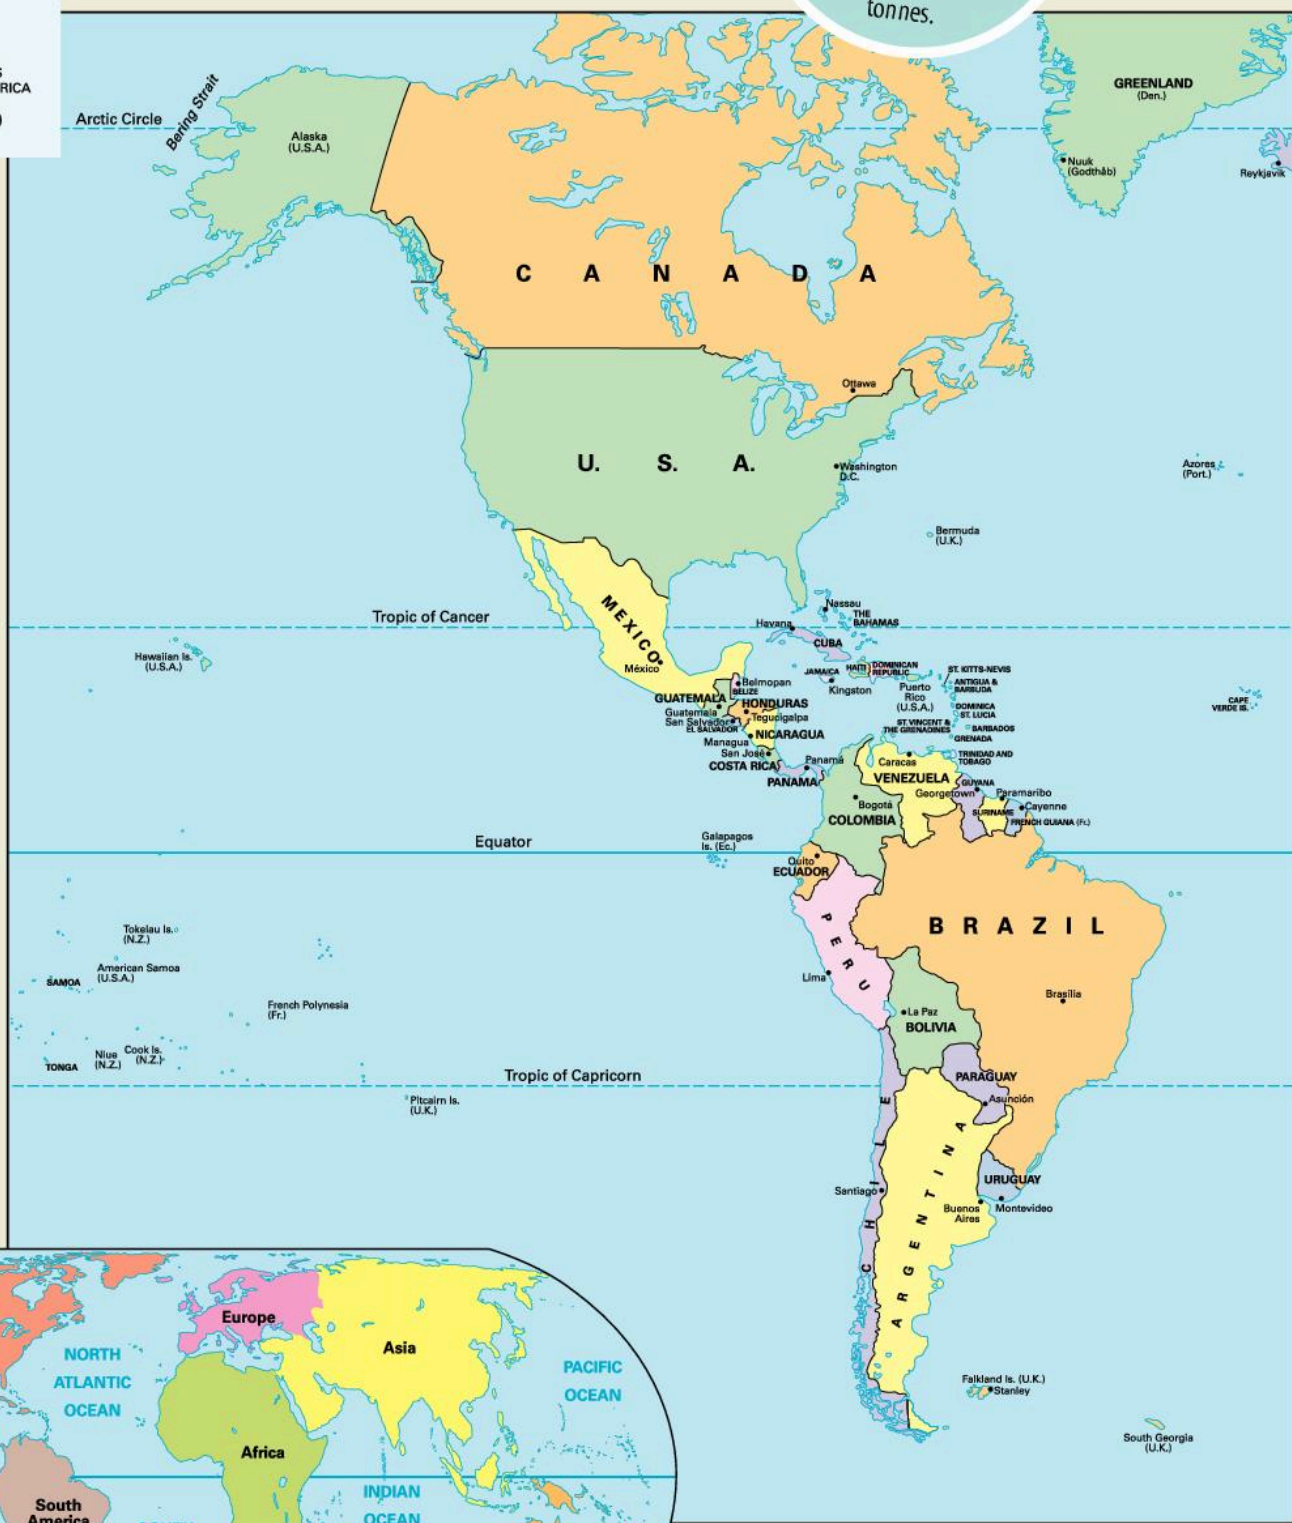 tonnes.
RICA
Arctic Circle
Bering Strait
Alaska
(U.S.A.)
GREENLAND
(Den.)
Nuuk
(Godthåb)
Reykjavik
C A N A D A
Ottawa
U. S. A.
Washington
D.C.
Azores
(Port.)
Bermuda
(U.K.)
MEXICO
México
Tropic of Cancer
Hawaiian Is.
(U.S.A.)
Nassau
THE
BAHAMAS
Havana
CUBA
JAMAICA
Kingston
HAITI
DOMINICAN
REPUBLIC
Puerto
Rico
(U.S.A.)
ST. KITTS-NEVIS
ANTIGUA &
BARBUDA
DOMINICA
ST. LUCIA
BARBADOS
ST. VINCENT &
THE GRENADINES
GRENADA
TRINIDAD AND
TOBAGO
CAPE
VERDE IS.
Belmopan
BELIZE
GUATEMALA
Guatemala
HONDURAS
Tegucigalpa
San Salvador
EL SALVADOR
NICARAGUA
Managua
San José
COSTA RICA
Panamá
PANAMA
Caracas
VENEZUELA
GUYANA
Georgetown
Paramaribo
SURINAME
Cayenne
FRENCH GUIANA (Fr.)
Bogotá
COLOMBIA
Equator
Galapagos
Is. (Ec.)
Quito
ECUADOR
PERU
Lima
B R A Z I L
Brasilia
La Paz
BOLIVIA
Tokelau Is.
(N.Z.)
American Samoa
(U.S.A.)
SAMOA
French Polynesia
(Fr.)
TONGA
Niue
(N.Z.)
Cook Is.
(N.Z.)
Tropic of Capricorn
Pitcairn Is.
(U.K.)
PARAGUAY
Asunción
CHILE
Santiago
ARGENTINA
Buenos
Aires
URUGUAY
Montevideo
Falkland Is. (U.K.)
Stanley
South Georgia
(U.K.)
Europe
Asia
Africa
NORTH
ATLANTIC
OCEAN
PACIFIC
OCEAN
INDIAN
OCEAN
South
America